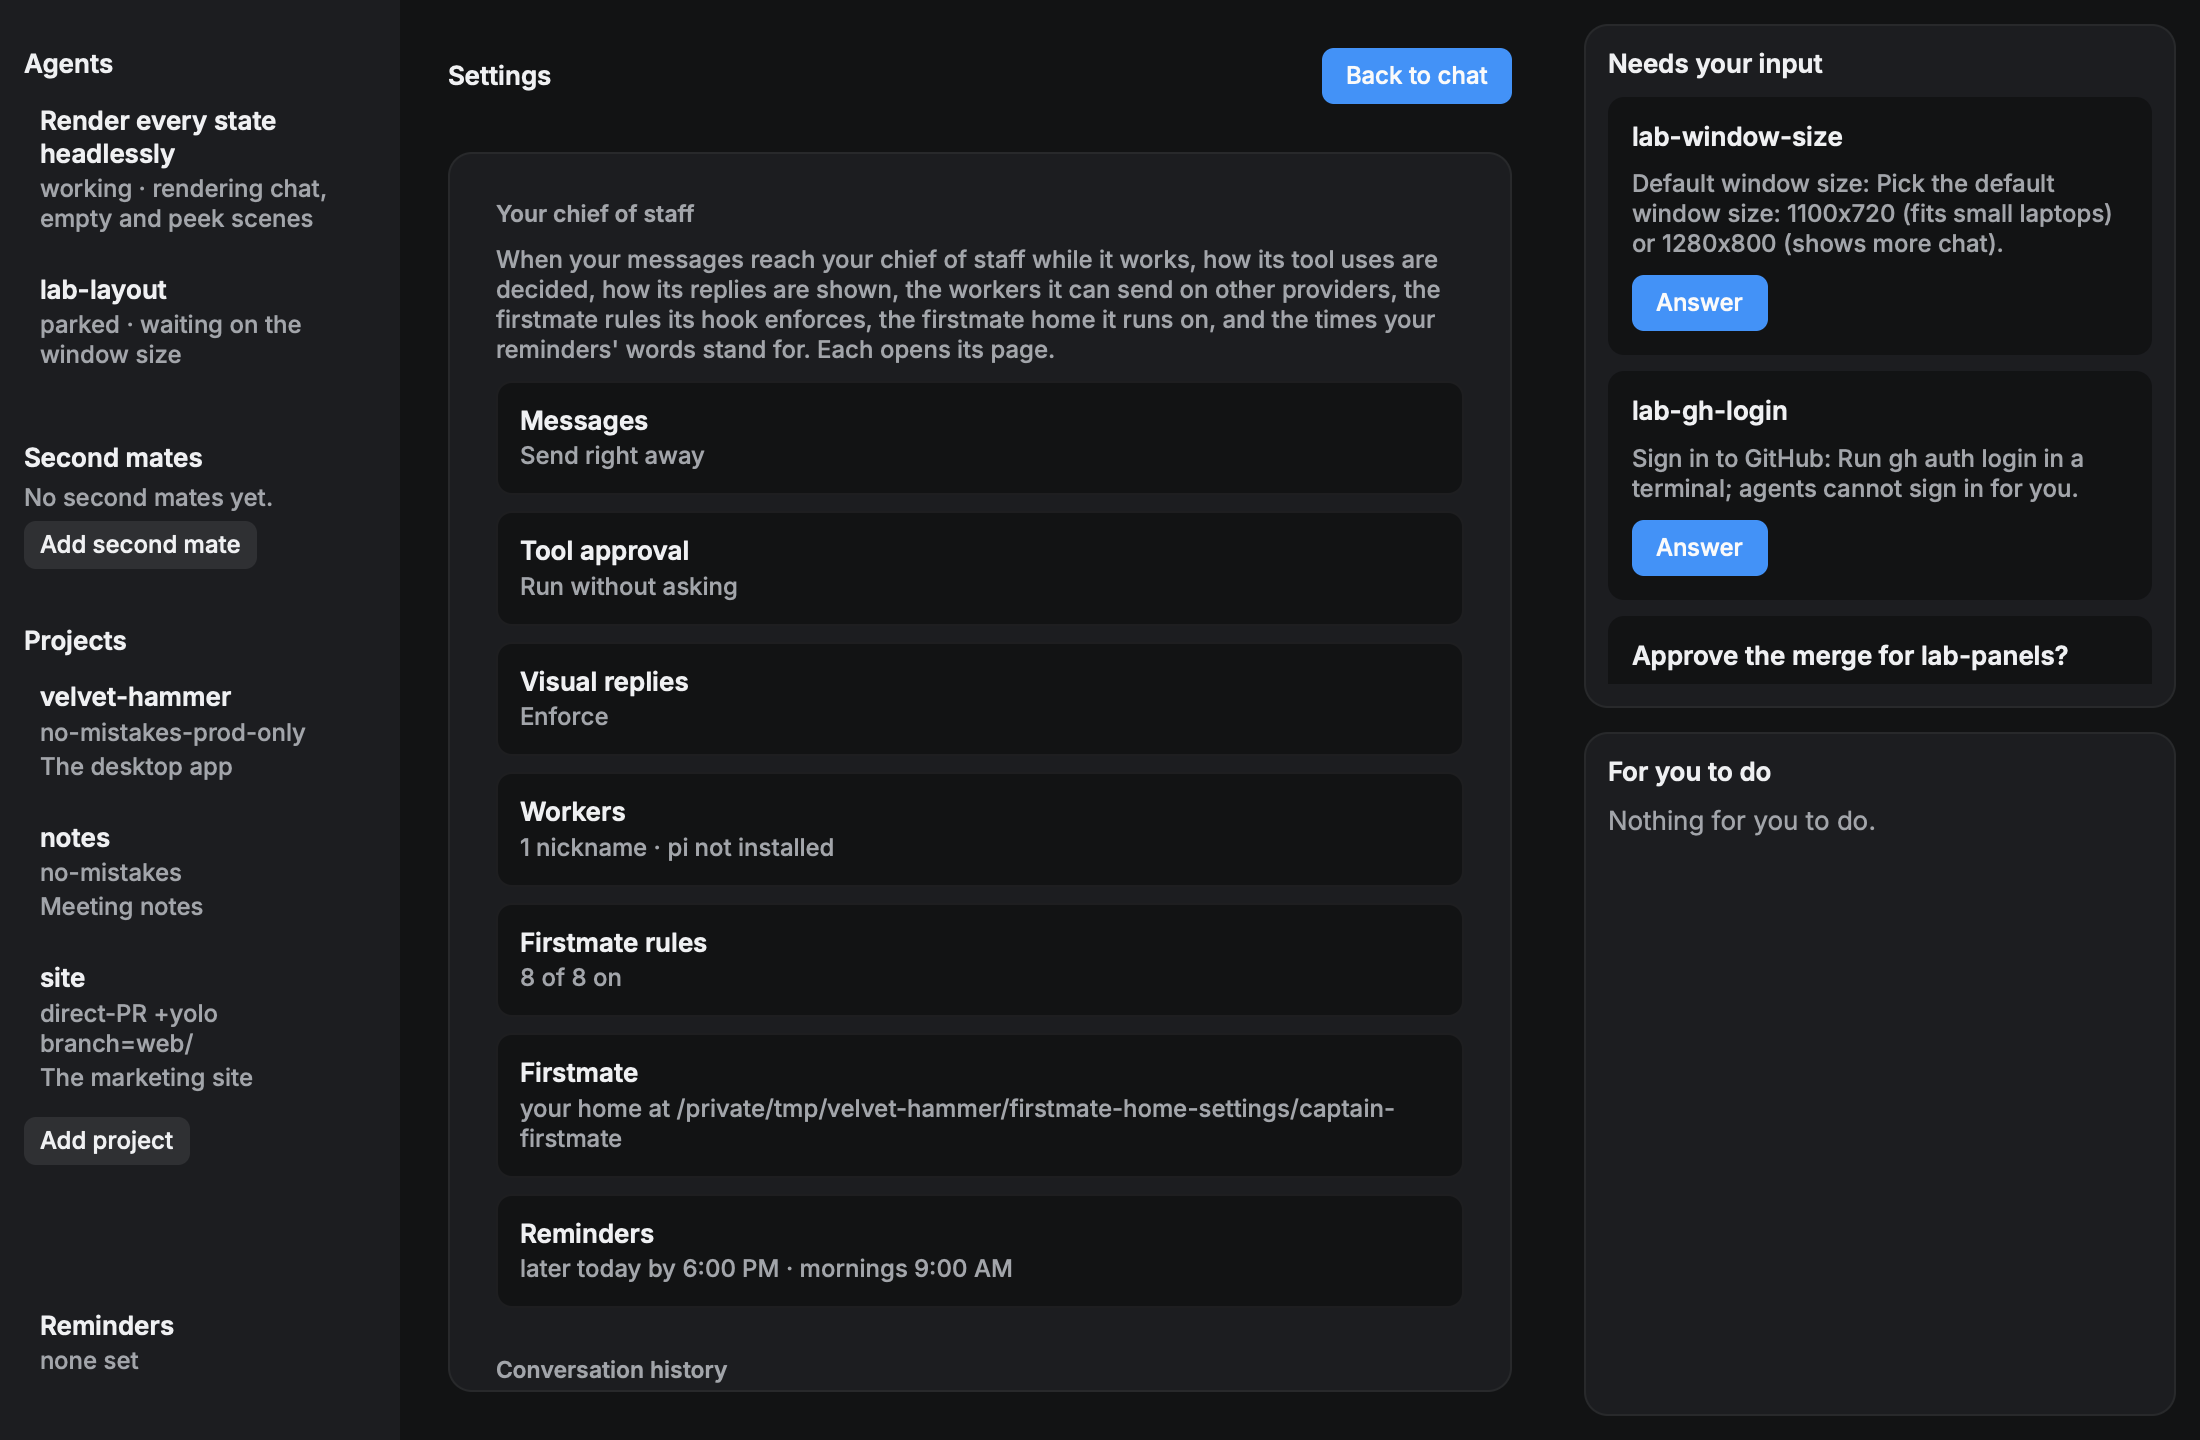 Agents
Render every state
headlessly
working · rendering chat,
empty and peek scenes
lab-layout
parked · waiting on the
window size
Second mates
No second mates yet.
Add second mate
Projects
velvet-hammer
no-mistakes-prod-only
The desktop app
notes
no-mistakes
Meeting notes
site
direct-PR +yolo
branch=web/
The marketing site
Add project
Reminders
none set
Settings
Back to chat
Your chief of staff
When your messages reach your chief of staff while it works, how its tool uses are
decided, how its replies are shown, the workers it can send on other providers, the
firstmate rules its hook enforces, the firstmate home it runs on, and the times your
reminders' words stand for. Each opens its page.
Messages
Send right away
Tool approval
Run without asking
Visual replies
Enforce
Workers
1 nickname · pi not installed
Firstmate rules
8 of 8 on
Firstmate
your home at /private/tmp/velvet-hammer/firstmate-home-settings/captain-
firstmate
Reminders
later today by 6:00 PM · mornings 9:00 AM
Conversation history
Needs your input
lab-window-size
Default window size: Pick the default
window size: 1100x720 (fits small laptops)
or 1280x800 (shows more chat).
Answer
lab-gh-login
Sign in to GitHub: Run gh auth login in a
terminal; agents cannot sign in for you.
Answer
Approve the merge for lab-panels?
For you to do
Nothing for you to do.